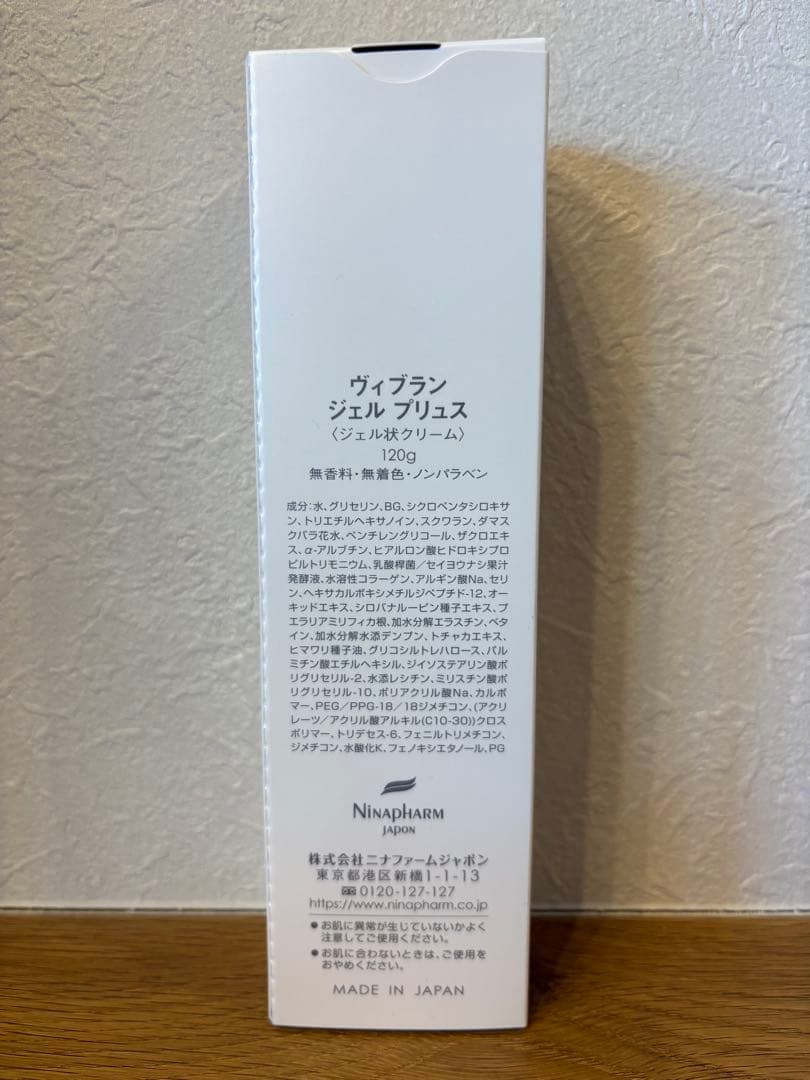 ヴィブラン
ジェル プリュス
〈ジェル状クリーム〉
120g
無香料・無着色・ノンパラベン
成分：水、グリセリン、BG、シクロペンタシロキサ
ン、トリエチルヘキサノイン、スクワラン、ダマス
クバラ花水、ペンチレングリコール、ザクロエキ
ス、α-アルブチン、ヒアルロン酸ヒドロキシプロ
ピルトリモニウム、乳酸桿菌／セイヨウナシ果汁
発酵液、水溶性コラーゲン、アルギン酸Na、セリ
ン、ヘキサカルボキシメチルジペプチド-12、オー
キッドエキス、シロバナルーピン種子エキス、プ
エラリアミリフィカ根、加水分解エラスチン、ベタ
イン、加水分解水添デンプン、トチャカエキス、
ヒマワリ種子油、グリコシルトレハロース、パル
ミチン酸エチルヘキシル、ジイソステアリン酸ポ
リグリセリル-2、水添レシチン、ミリスチン酸ポ
リグリセリル-10、ポリアクリル酸Na、カルボ
マー、PEG／PPG-18／18ジメチコン、(アクリ
レーツ／アクリル酸アルキル(C10-30))クロス
ポリマー、トリデセス-6、フェニルトリメチコン、
ジメチコン、水酸化K、フェノキシエタノール、PG
NINAPHARM
JAPON
株式会社ニナファームジャポン
東京都港区新橋1-1-13
0120-127-127
https://www.ninapharm.co.jp
●お肌に異常が生じていないかよく
注意してご使用ください。
●お肌に合わないときは、ご使用を
おやめください。
MADE IN JAPAN